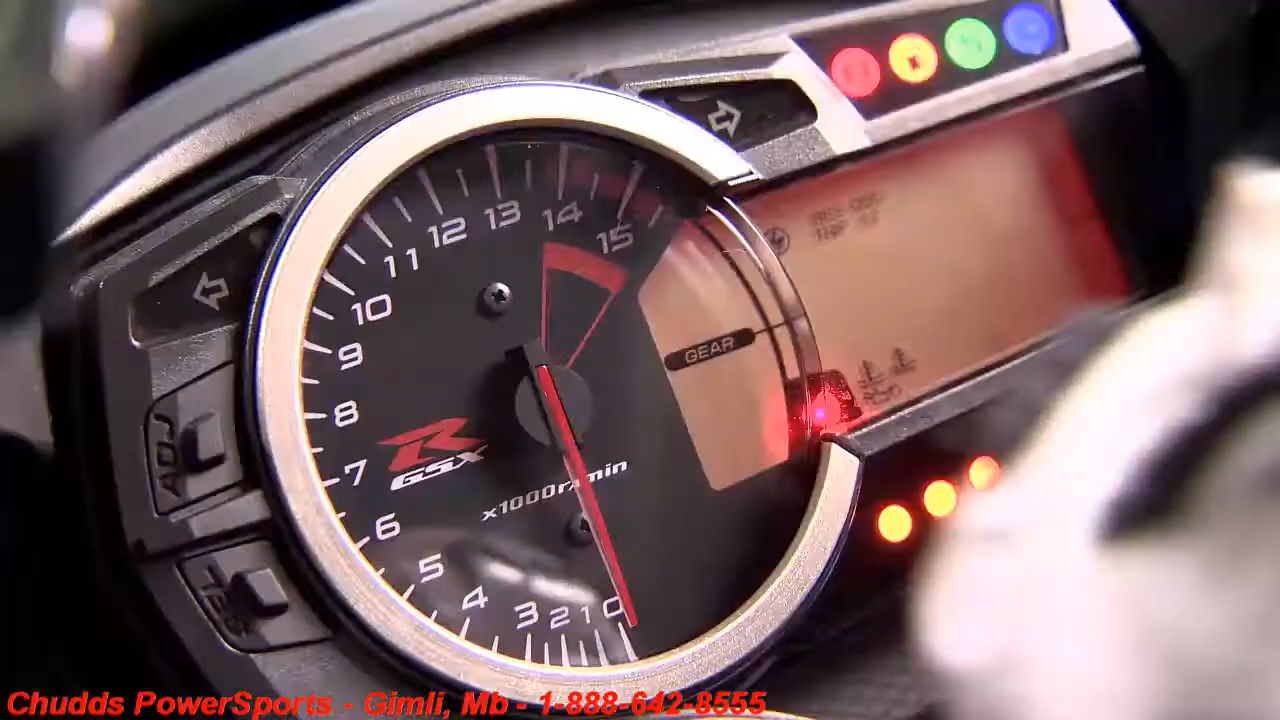 15
14
13
12
11
10
9
8
7
6
5
4
3
2
1
0
GEAR
R
GSX
x1000r/min
ADJ
SEL
Chudds PowerSports - Gimli, Mb - 1-888-642-8555